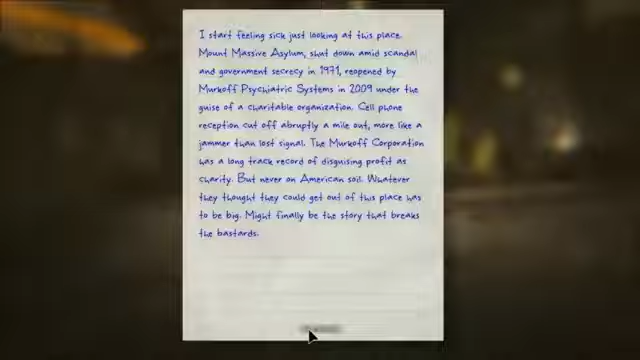 I start feeling sick just looking at this place.
Mount Massive Asylum, shut down amid scandal
and government secrecy in 1971, reopened by
Murkoff Psychiatric Systems in 2009 under the
guise of a charitable organization. Cell phone
reception cut off abruptly a mile out, more like a
jammer than lost signal. The Murkoff Corporation
has a long track record of disguising profit as
charity. But never on American soil. Whatever
they thought they could get out of this place has
to be big. Might finally be the story that breaks
the bastards.